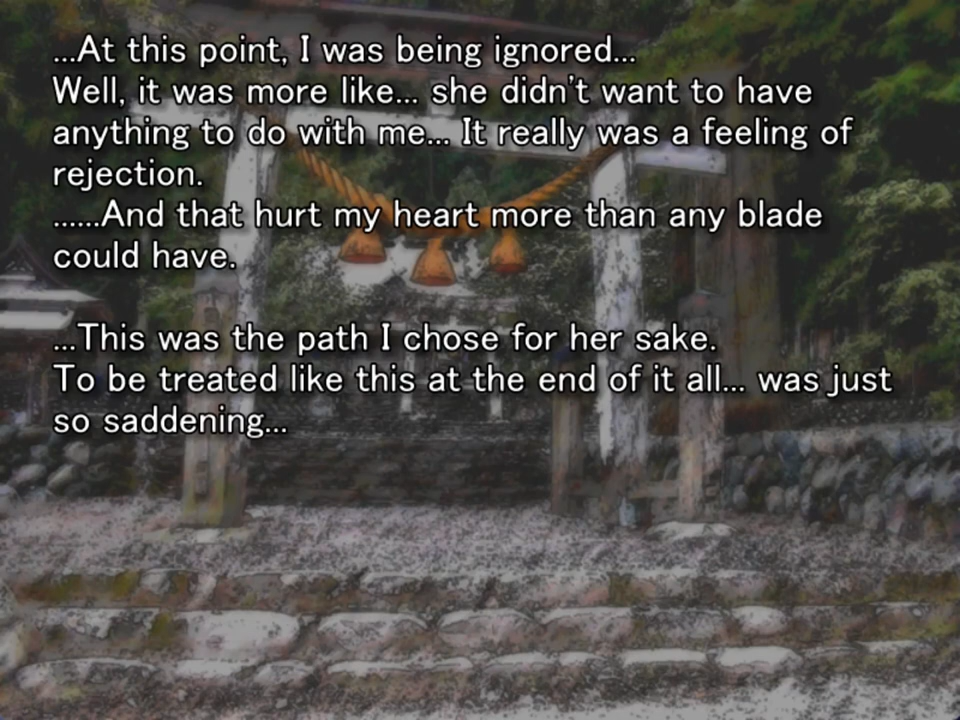 ...At this point, I was being ignored...
Well, it was more like... she didn't want to have
anything to do with me... It really was a feeling of
rejection.
......And that hurt my heart more than any blade
could have.
...This was the path I chose for her sake.
To be treated like this at the end of it all... was just
so saddening...